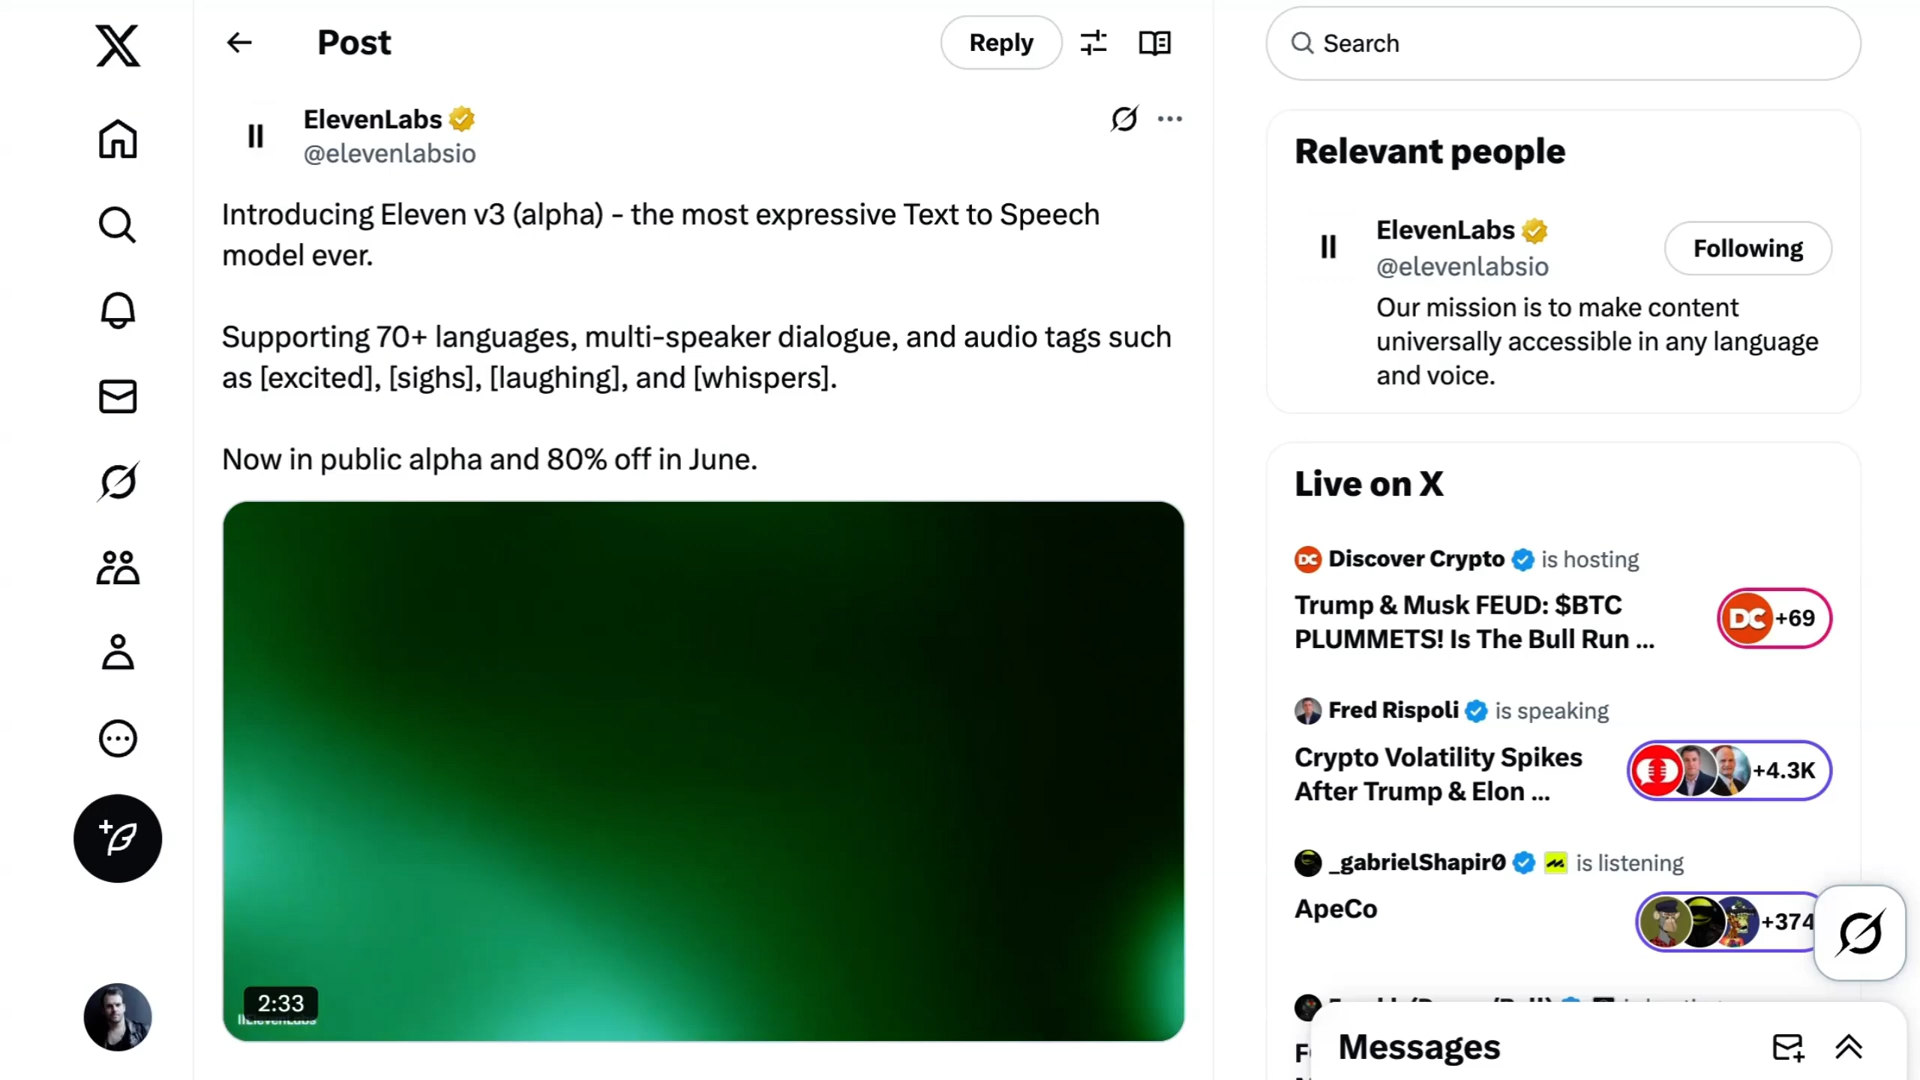 Post
Reply
ElevenLabs
@elevenlabsio
Introducing Eleven v3 (alpha) - the most expressive Text to Speech
model ever.
Supporting 70+ languages, multi-speaker dialogue, and audio tags such
as [excited], [sighs], [laughing], and [whispers].
Now in public alpha and 80% off in June.
2:33
IIElevenLabs
Search
Relevant people
ElevenLabs
@elevenlabsio
Following
Our mission is to make content
universally accessible in any language
and voice.
Live on X
Discover Crypto is hosting
Trump & Musk FEUD: $BTC
PLUMMETS! Is The Bull Run ...
DC +69
Fred Rispoli is speaking
Crypto Volatility Spikes
After Trump & Elon ...
+4.3K
_gabrielShapir0 is listening
ApeCo
+374
Messages